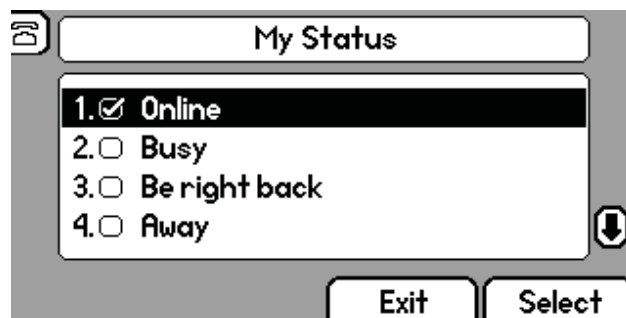 My Status
1. Online
2. Busy
3. Be right back
4. Away
Exit Select